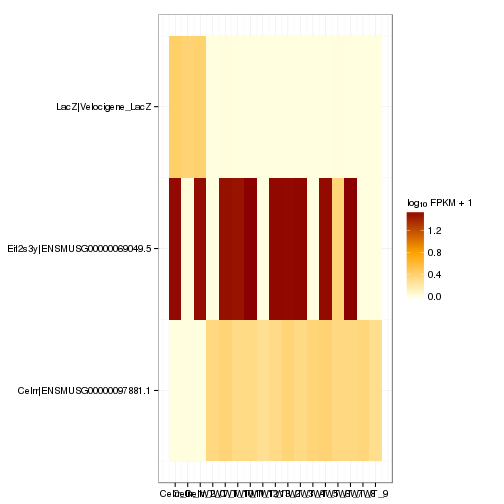 LacZ|Velocigene_LacZ
Eif2s3y|ENSMUSG00000069049.5
Celrr|ENSMUSG00000097881.1
log10 FPKM + 1
1.2
0.8
0.4
0.0